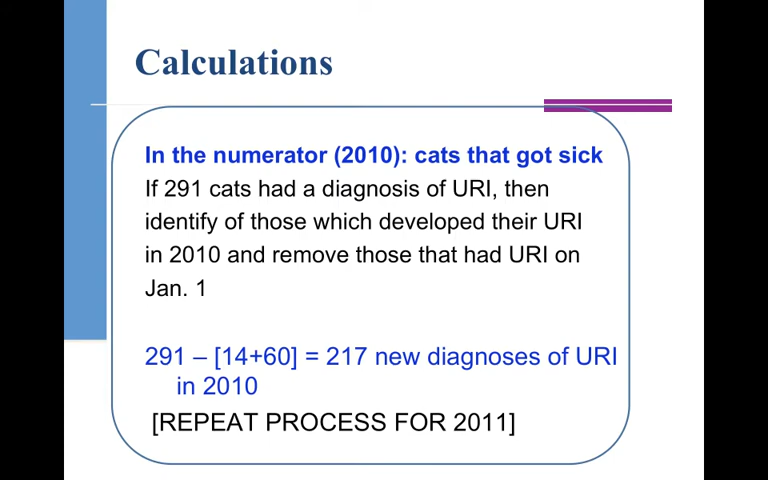 Calculations
In the numerator (2010): cats that got sick
If 291 cats had a diagnosis of URI, then
identify of those which developed their URI
in 2010 and remove those that had URI on
Jan. 1
291 – [14+60] = 217 new diagnoses of URI
in 2010
[REPEAT PROCESS FOR 2011]